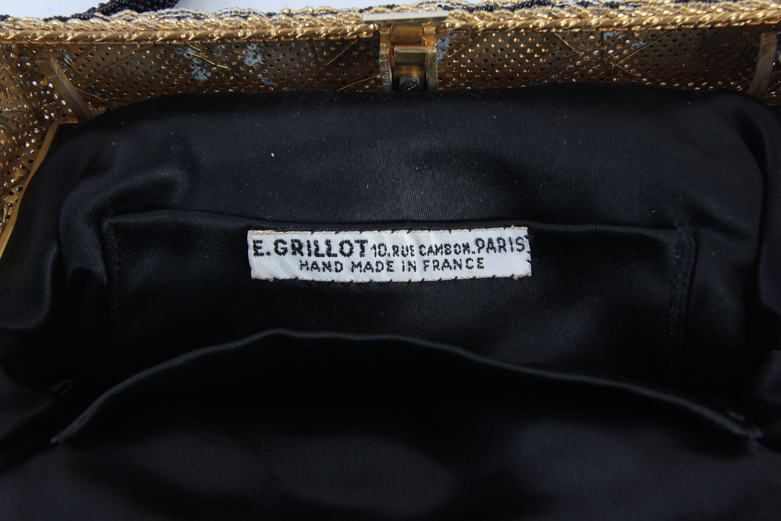 E. GRILLOT 10. RUE CAMBON. PARIS
HAND MADE IN FRANCE